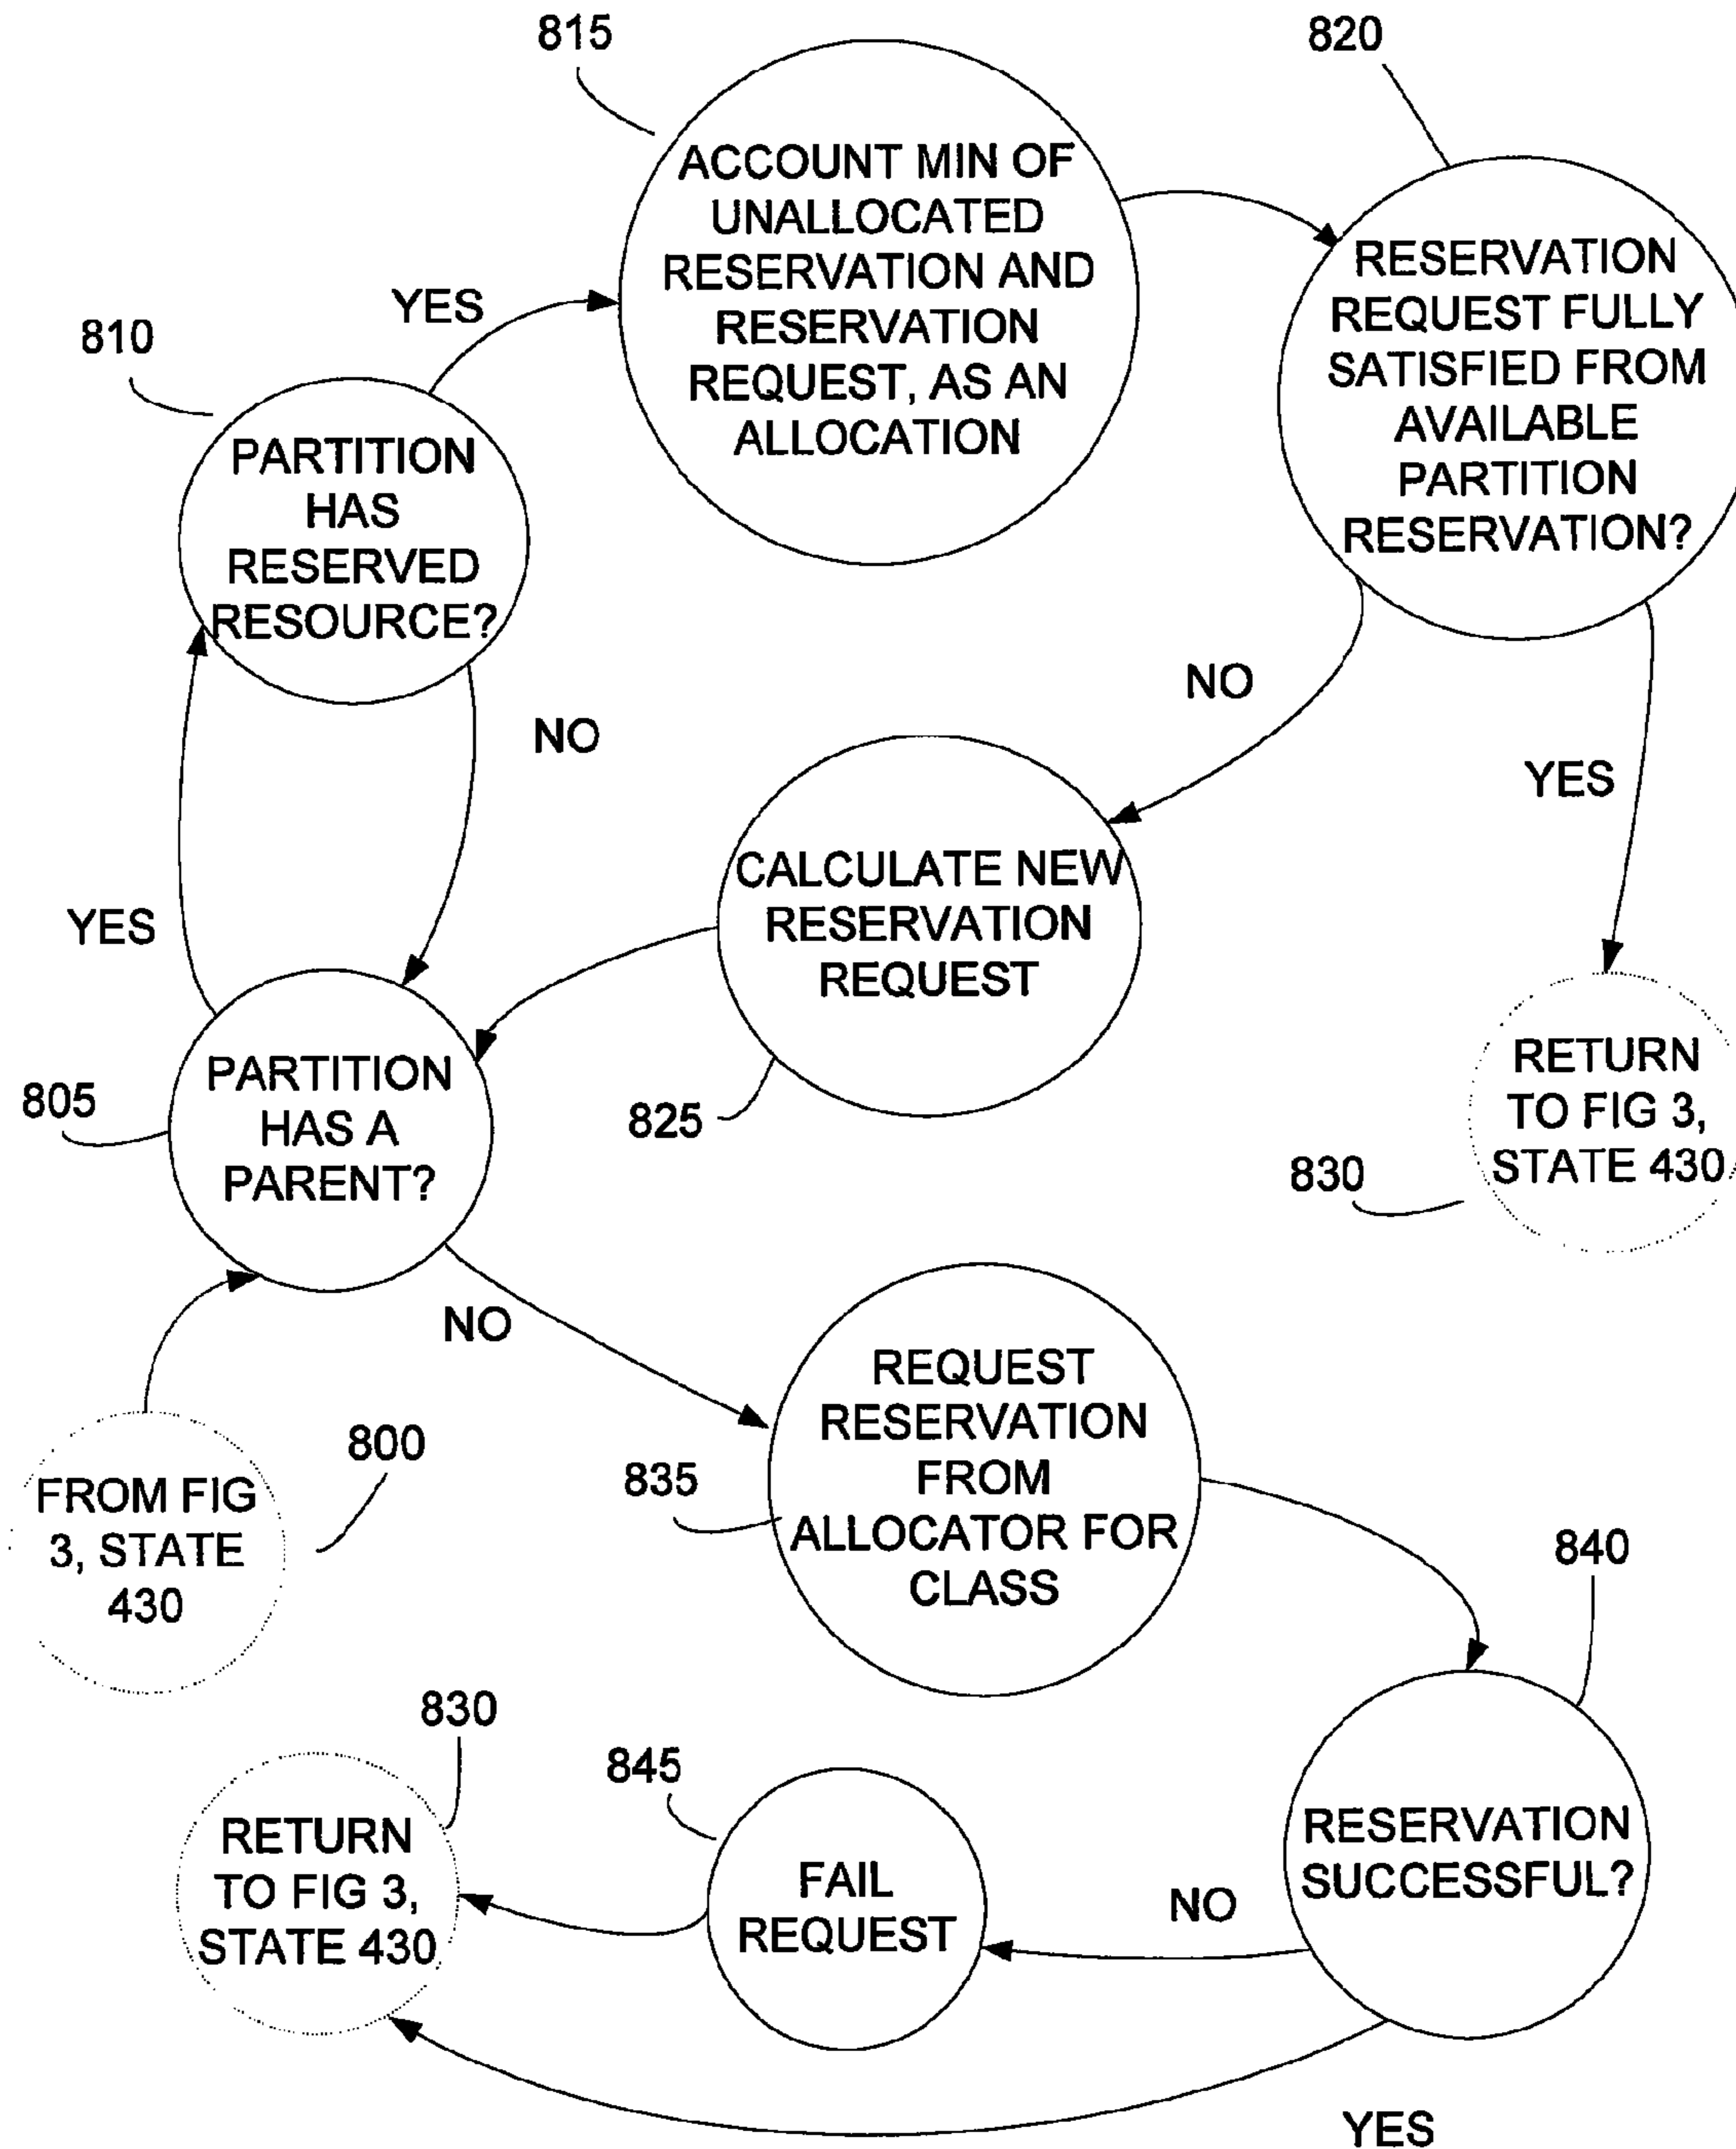 815
820
ACCOUNT MIN OF
UNALLOCATED
RESERVATION AND
RESERVATION
REQUEST, AS AN
ALLOCATION
RESERVATION
REQUEST FULLY
SATISFIED FROM
AVAILABLE
PARTITION
RESERVATION?
YES
810
PARTITION
HAS
RESERVED
RESOURCE?
NO
NO
YES
YES
CALCULATE NEW
RESERVATION
REQUEST
825
805
PARTITION
HAS A
PARENT?
RETURN
TO FIG 3,
STATE 430
830
NO
REQUEST
RESERVATION
FROM
ALLOCATOR FOR
CLASS
835
800
FROM FIG
3, STATE
430
840
830
RETURN
TO FIG 3,
STATE 430
845
FAIL
REQUEST
NO
RESERVATION
SUCCESSFUL?
YES